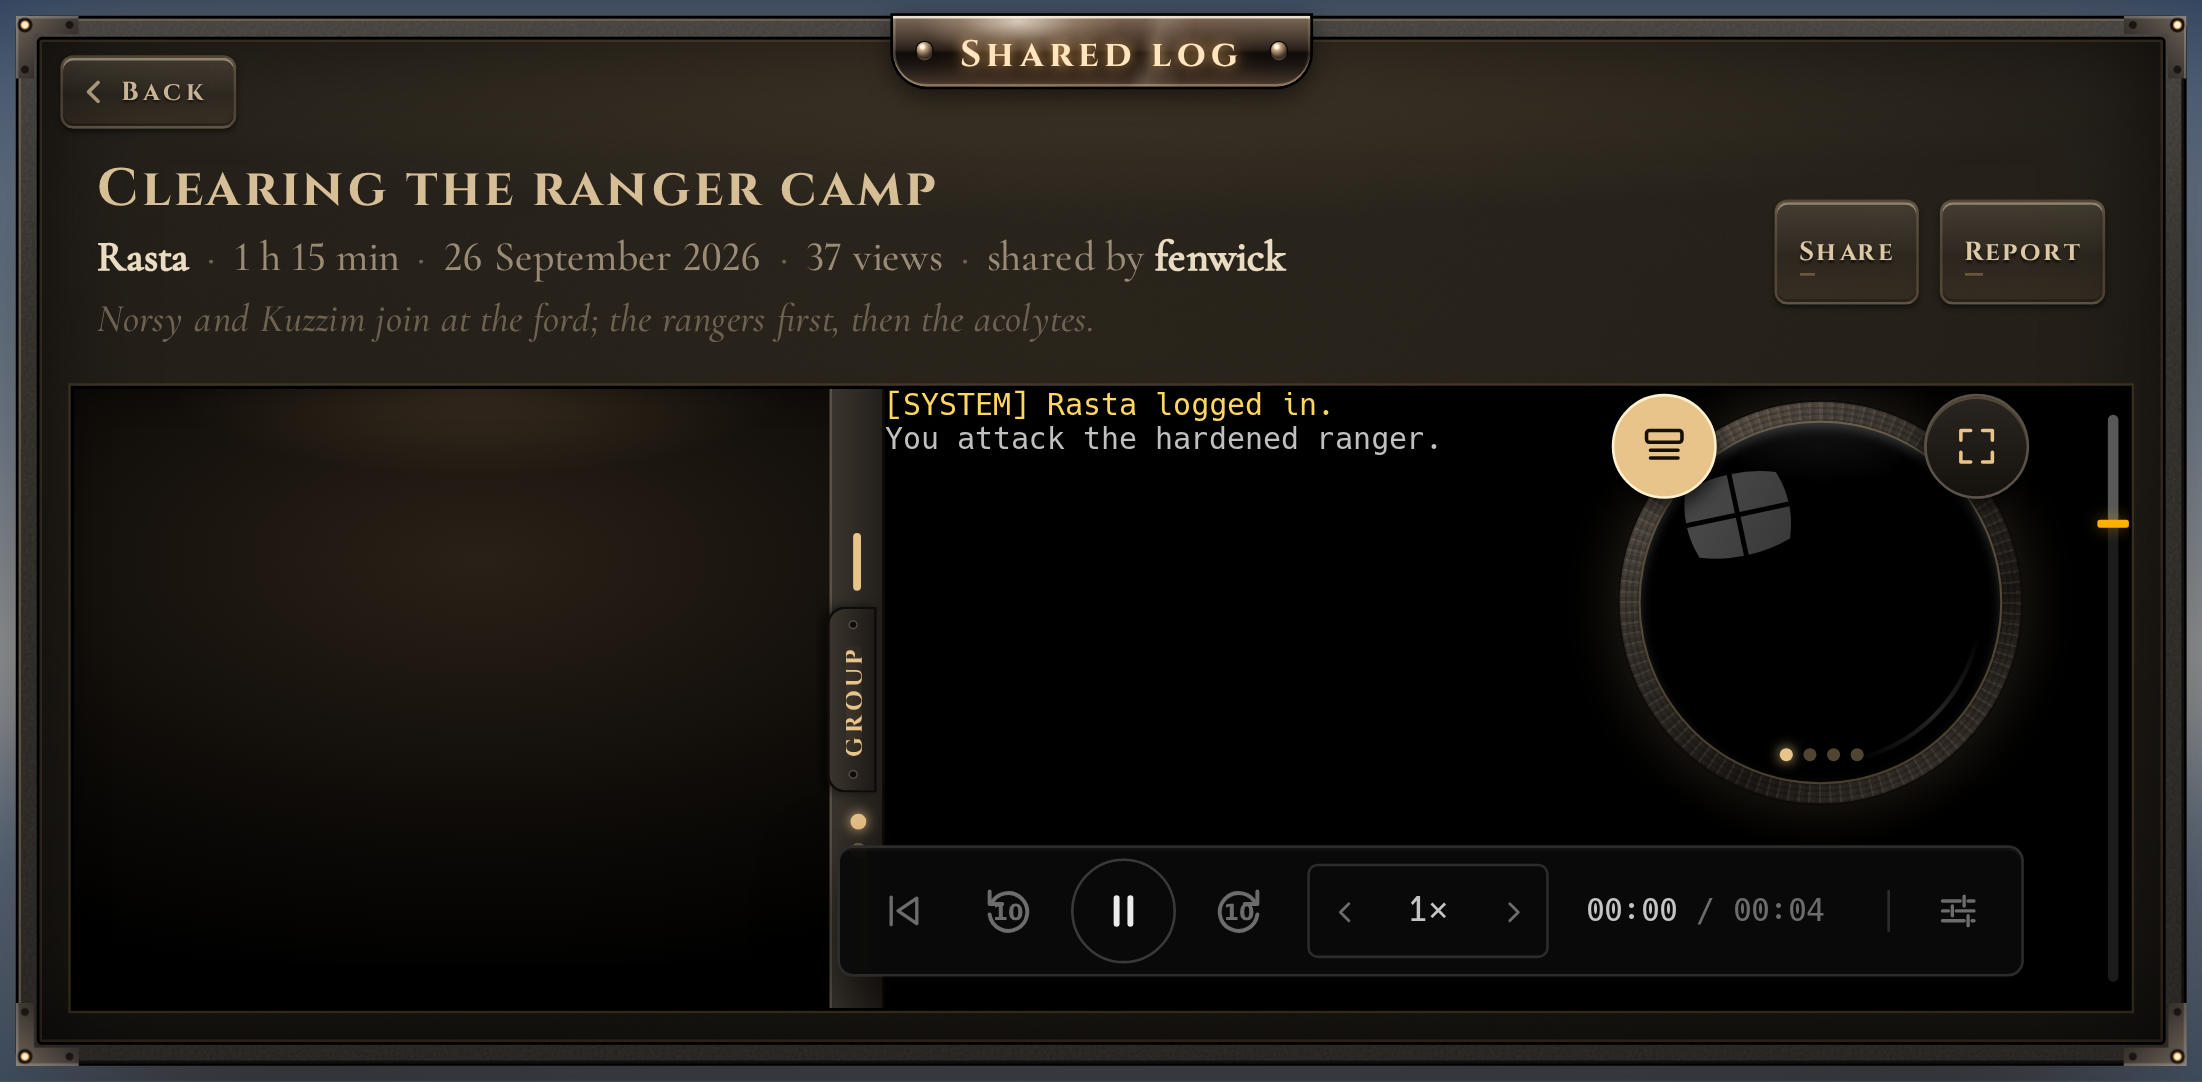 Shared log
Back
Clearing the ranger camp
Rasta · 1 h 15 min · 26 September 2026 · 37 views · shared by fenwick
Share
Report
Norsy and Kuzzim join at the ford; the rangers first, then the acolytes.
[SYSTEM] Rasta logged in.
You attack the hardened ranger.
GROUP
10
10
1×
00:00 / 00:04